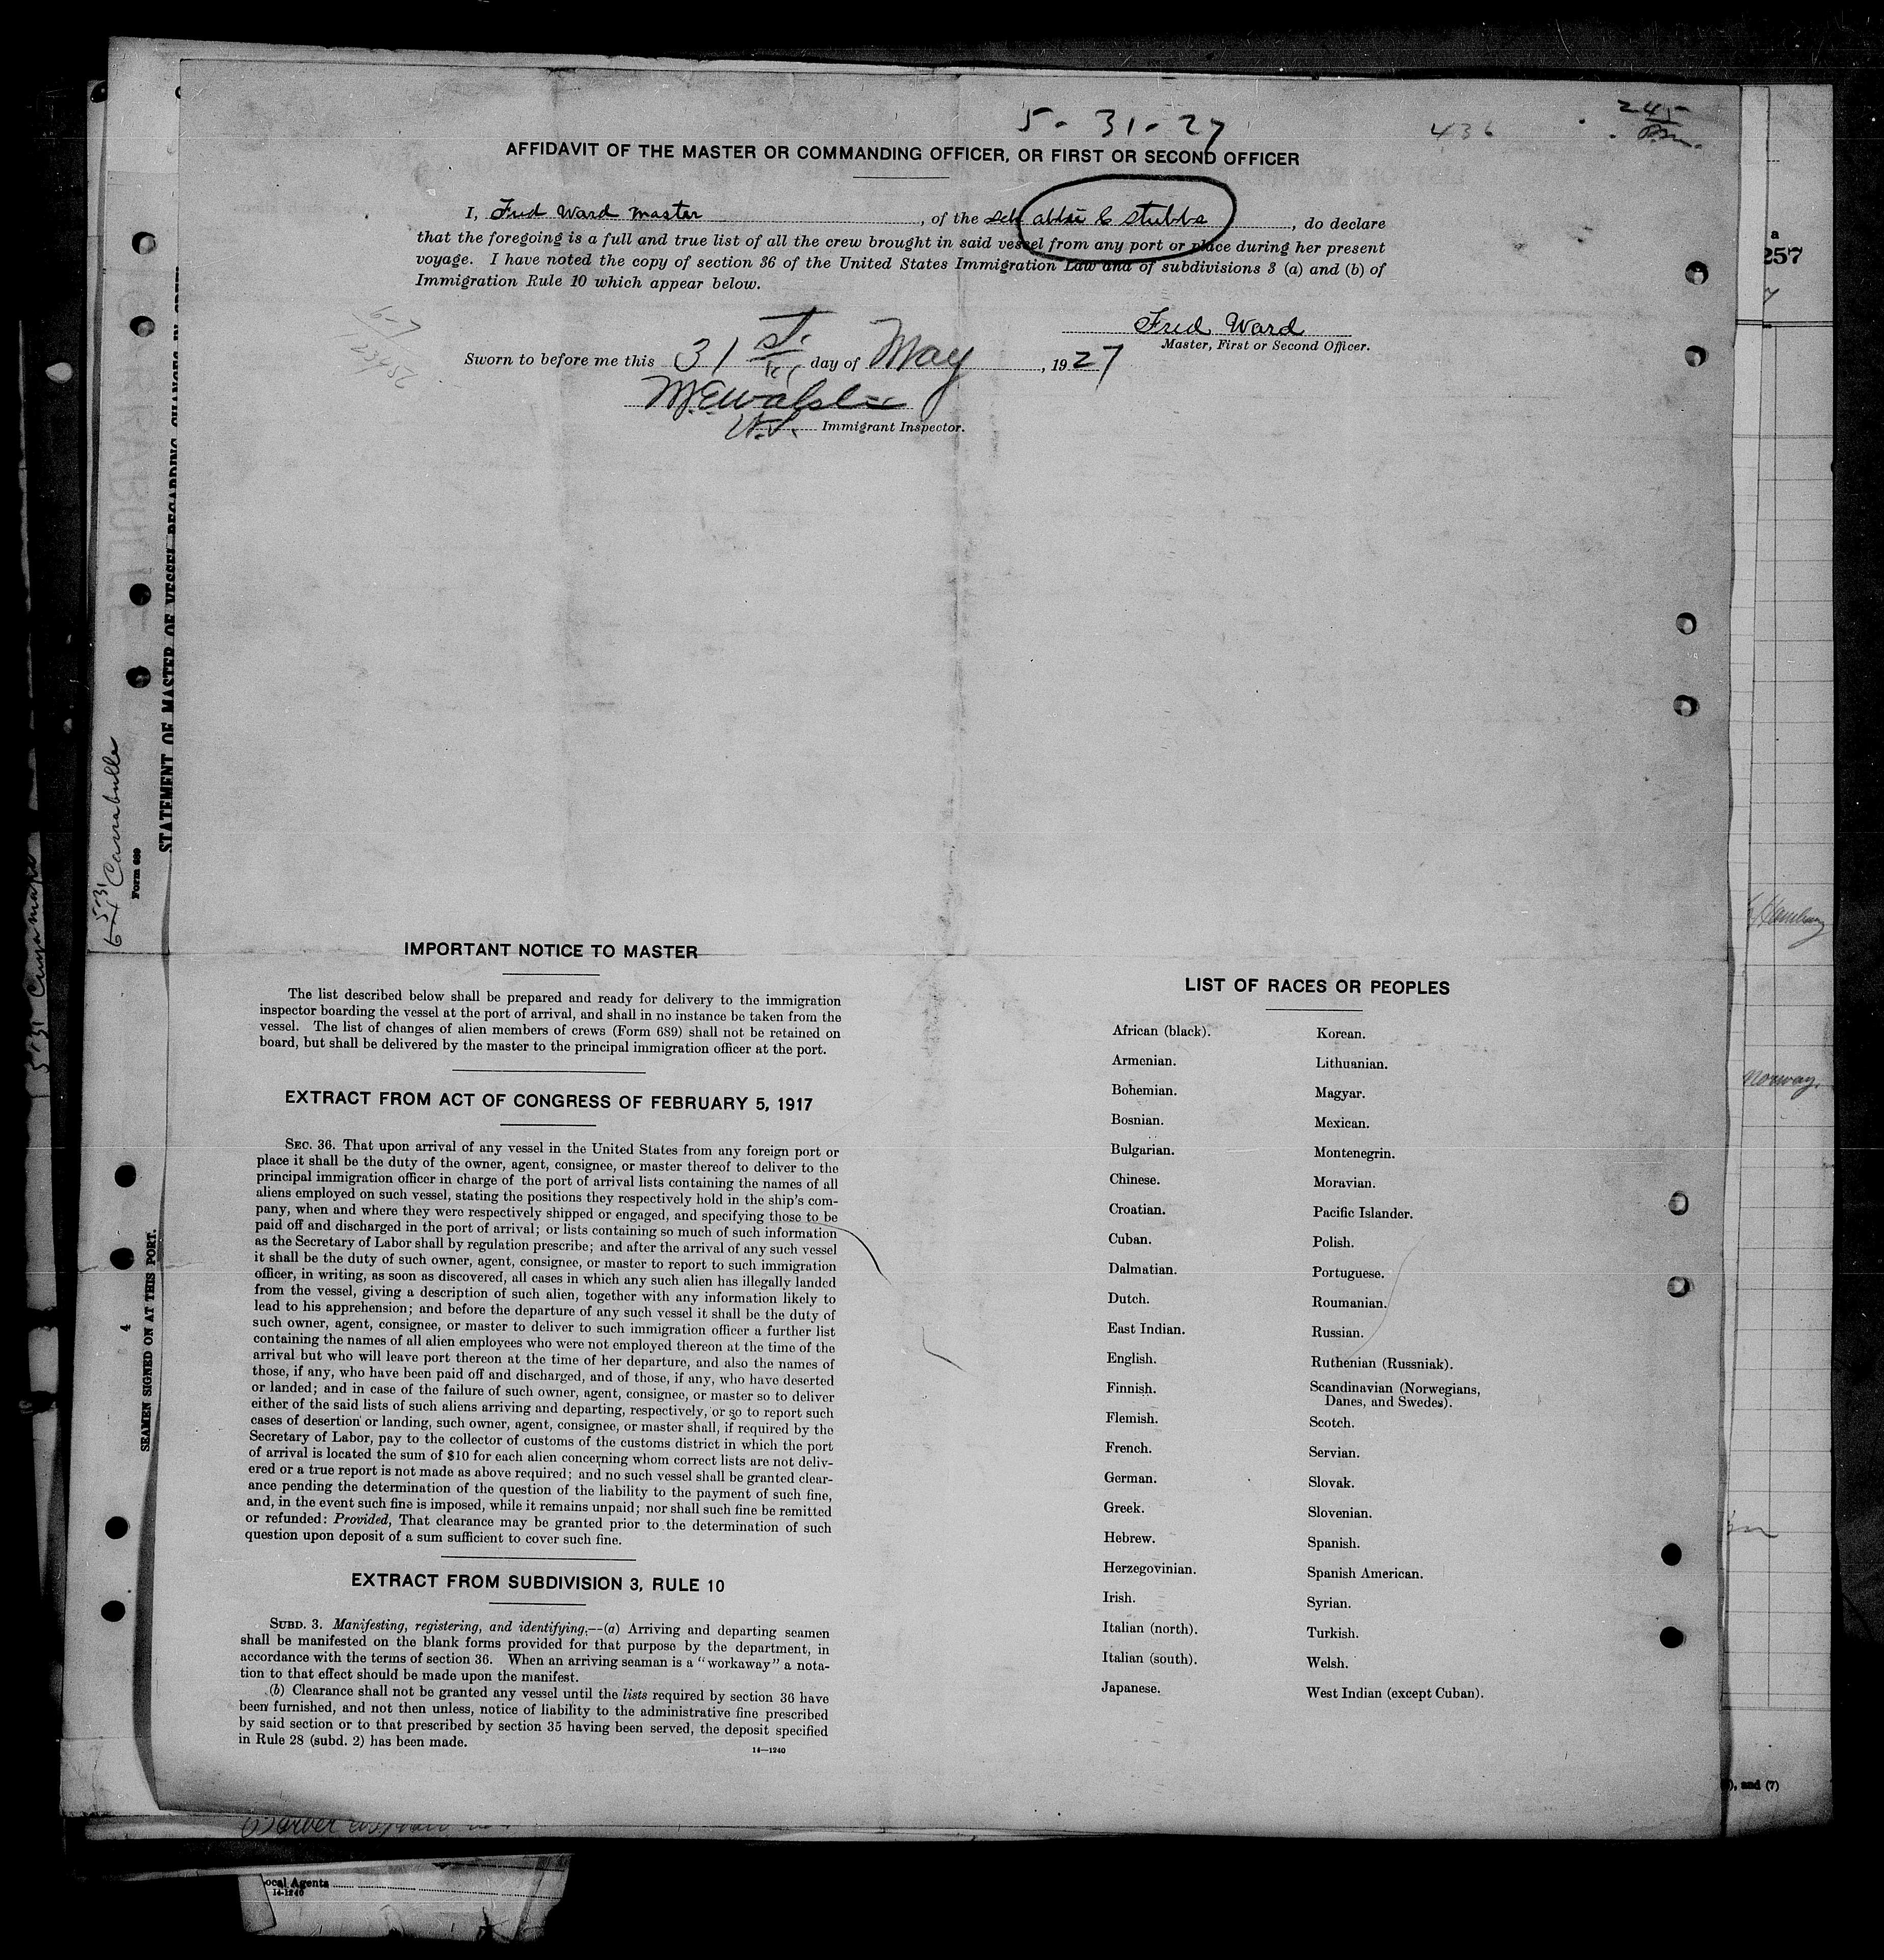 5-31-27
436
245
P.m.
AFFIDAVIT OF THE MASTER OR COMMANDING OFFICER, OR FIRST OR SECOND OFFICER
I, Fred Ward master, of the sch abbie C stubbs, do declare
that the foregoing is a full and true list of all the crew brought in said vessel from any port or place during her present
voyage. I have noted the copy of section 36 of the United States Immigration Law and of subdivisions 3 (a) and (b) of
Immigration Rule 10 which appear below.
Fred Ward
Master, First or Second Officer.
Sworn to before me this 31 st. day of May, 1927
Immigrant Inspector.
IMPORTANT NOTICE TO MASTER
The list described below shall be prepared and ready for delivery to the immigration
inspector boarding the vessel at the port of arrival, and shall in no instance be taken from the
vessel. The list of changes of alien members of crews (Form 689) shall not be retained on
board, but shall be delivered by the master to the principal immigration officer at the port.
EXTRACT FROM ACT OF CONGRESS OF FEBRUARY 5, 1917
SEC. 36. That upon arrival of any vessel in the United States from any foreign port or
place it shall be the duty of the owner, agent, consignee, or master thereof to deliver to the
principal immigration officer in charge of the port of arrival lists containing the names of all
aliens employed on such vessel, stating the positions they respectively hold in the ship's com-
pany, when and where they were respectively shipped or engaged, and specifying those to be
paid off and discharged in the port of arrival; or lists containing so much of such information
as the Secretary of Labor shall by regulation prescribe; and after the arrival of any such vessel
it shall be the duty of such owner, agent, consignee, or master to report to such immigration
officer, in writing, as soon as discovered, all cases in which any such alien has illegally landed
from the vessel, giving a description of such alien, together with any information likely to
lead to his apprehension; and before the departure of any such vessel it shall be the duty of
such owner, agent, consignee, or master to deliver to such immigration officer a further list
containing the names of all alien employees who were not employed thereon at the time of the
arrival but who will leave port thereon at the time of her departure, and also the names of
those, if any, who have been paid off and discharged, and of those, if any, who have deserted
or landed; and in case of the failure of such owner, agent, consignee, or master so to deliver
either of the said lists of such aliens arriving and departing, respectively, or so to report such
cases of desertion or landing, such owner, agent, consignee, or master shall, if required by the
Secretary of Labor, pay to the collector of customs of the customs district in which the port
of arrival is located the sum of $10 for each alien concerning whom correct lists are not deliv-
ered or a true report is not made as above required; and no such vessel shall be granted clear-
ance pending the determination of the question of the liability to the payment of such fine,
and, in the event such fine is imposed, while it remains unpaid; nor shall such fine be remitted
or refunded: Provided, That clearance may be granted prior to the determination of such
question upon deposit of a sum sufficient to cover such fine.
EXTRACT FROM SUBDIVISION 3, RULE 10
SUBD. 3. Manifesting, registering, and identifying.—(a) Arriving and departing seamen
shall be manifested on the blank forms provided for that purpose by the department, in
accordance with the terms of section 36. When an arriving seaman is a "workaway" a nota-
tion to that effect should be made upon the manifest.
(b) Clearance shall not be granted any vessel until the lists required by section 36 have
been furnished, and not then unless, notice of liability to the administrative fine prescribed
by said section or to that prescribed by section 35 having been served, the deposit specified
in Rule 28 (subd. 2) has been made.
14—1240
LIST OF RACES OR PEOPLES
African (black).
Armenian.
Bohemian.
Bosnian.
Bulgarian.
Chinese.
Croatian.
Cuban.
Dalmatian.
Dutch.
East Indian.
English.
Finnish.
Flemish.
French.
German.
Greek.
Hebrew.
Herzegovinian.
Irish.
Italian (north).
Italian (south).
Japanese.
Korean.
Lithuanian.
Magyar.
Mexican.
Montenegrin.
Moravian.
Pacific Islander.
Polish.
Portuguese.
Roumanian.
Russian.
Ruthenian (Russniak).
Scandinavian (Norwegians,
Danes, and Swedes).
Scotch.
Servian.
Slovak.
Slovenian.
Spanish.
Spanish American.
Syrian.
Turkish.
Welsh.
West Indian (except Cuban).
STATEMENT OF MASTER OF VESSEL REGARDING CHANGES IN CREW
Form 689
5-31 Carrabulle
SEAMEN SIGNED ON AT THIS PORT.
4
5-31 Cuyamapa
a
257
Hamburg
Norway.
), and (7)
ocal Agents
14-1240